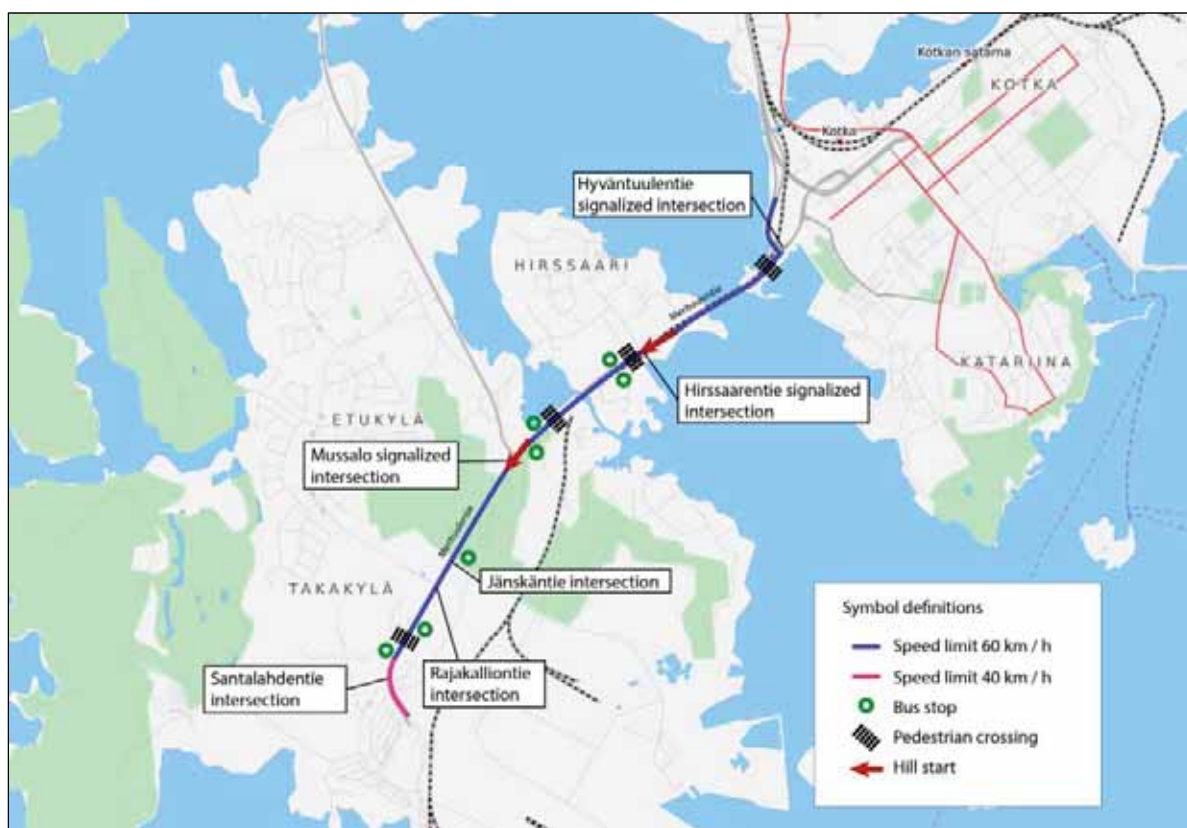 Kotkan satama
KOTKA
Kotka
Hyväntuulentie
signalized intersection
HIRSSAARI
Merituulentie
KATARIINA
Hirssaarentie signalized
intersection
ETUKYLÄ
Mussalo signalized
intersection
Merituulentie
Jänskäntie intersection
TAKAKYLÄ
Santalahdentie
intersection
Rajakalliontie
intersection
Symbol definitions
Speed limit 60 km / h
Speed limit 40 km / h
Bus stop
Pedestrian crossing
Hill start